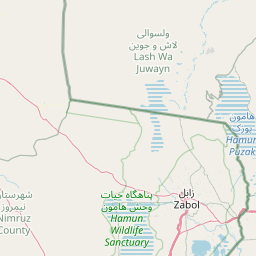 ولسوالی
لاش و جوین
Lash Wa
Juwayn
هامون
پوزک
Hamun
Puzak
پناهگاه حیات
وحش هامون
Hamun
Wildlife
Sanctuary
زابل
Zabol
شهرستان
نیمروز
Nimruz
County